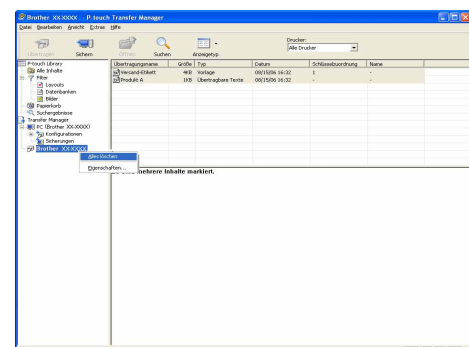 Brother XX-XXXX P-touch Transfer Manager
Datei Bearbeiten Ansicht Extras Hilfe
Übertragen Sichern Öffnen Suchen Anzeigetyp
Drucker:
Alle Drucker
P-touch Library
Alle Inhalte
Filter
Layouts
Datenbanken
Bilder
Papierkorb
Suchergebnisse
Transfer Manager
PC (Brother XX-XXXX)
Konfigurationen
Sicherungen
Brother XX-XXXX
Übertragungsname Größe Typ Datum Schlüsselzuordnung Name
Versand-Etikett 4KB Vorlage 08/15/06 16:32 1 -
Produkt A 1KB Übertragbare Texte 08/15/06 16:32 - -
Alles löschen
Eigenschaften...
mehrere Inhalte markiert.